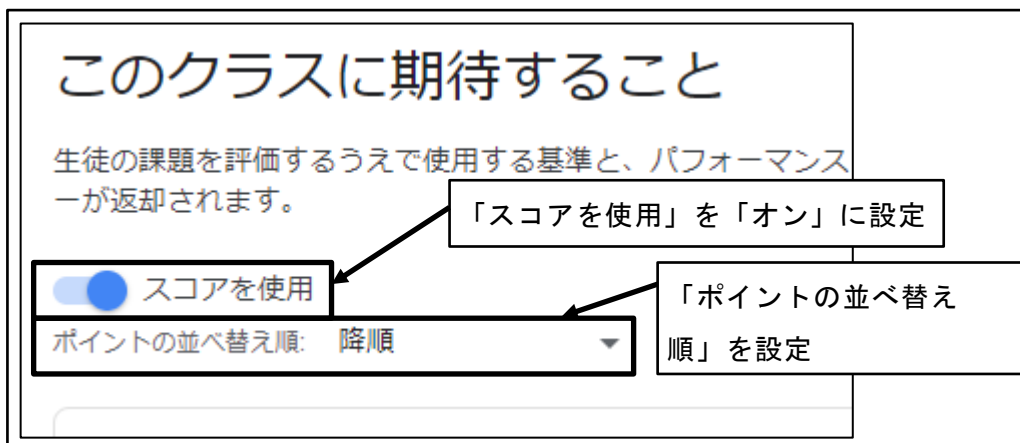 このクラスに期待すること
生徒の課題を評価するうえで使用する基準と、パフォーマンス
ーが返却されます。
「スコアを使用」を「オン」に設定
スコアを使用
「ポイントの並べ替え
順」を設定
ポイントの並べ替え順: 降順